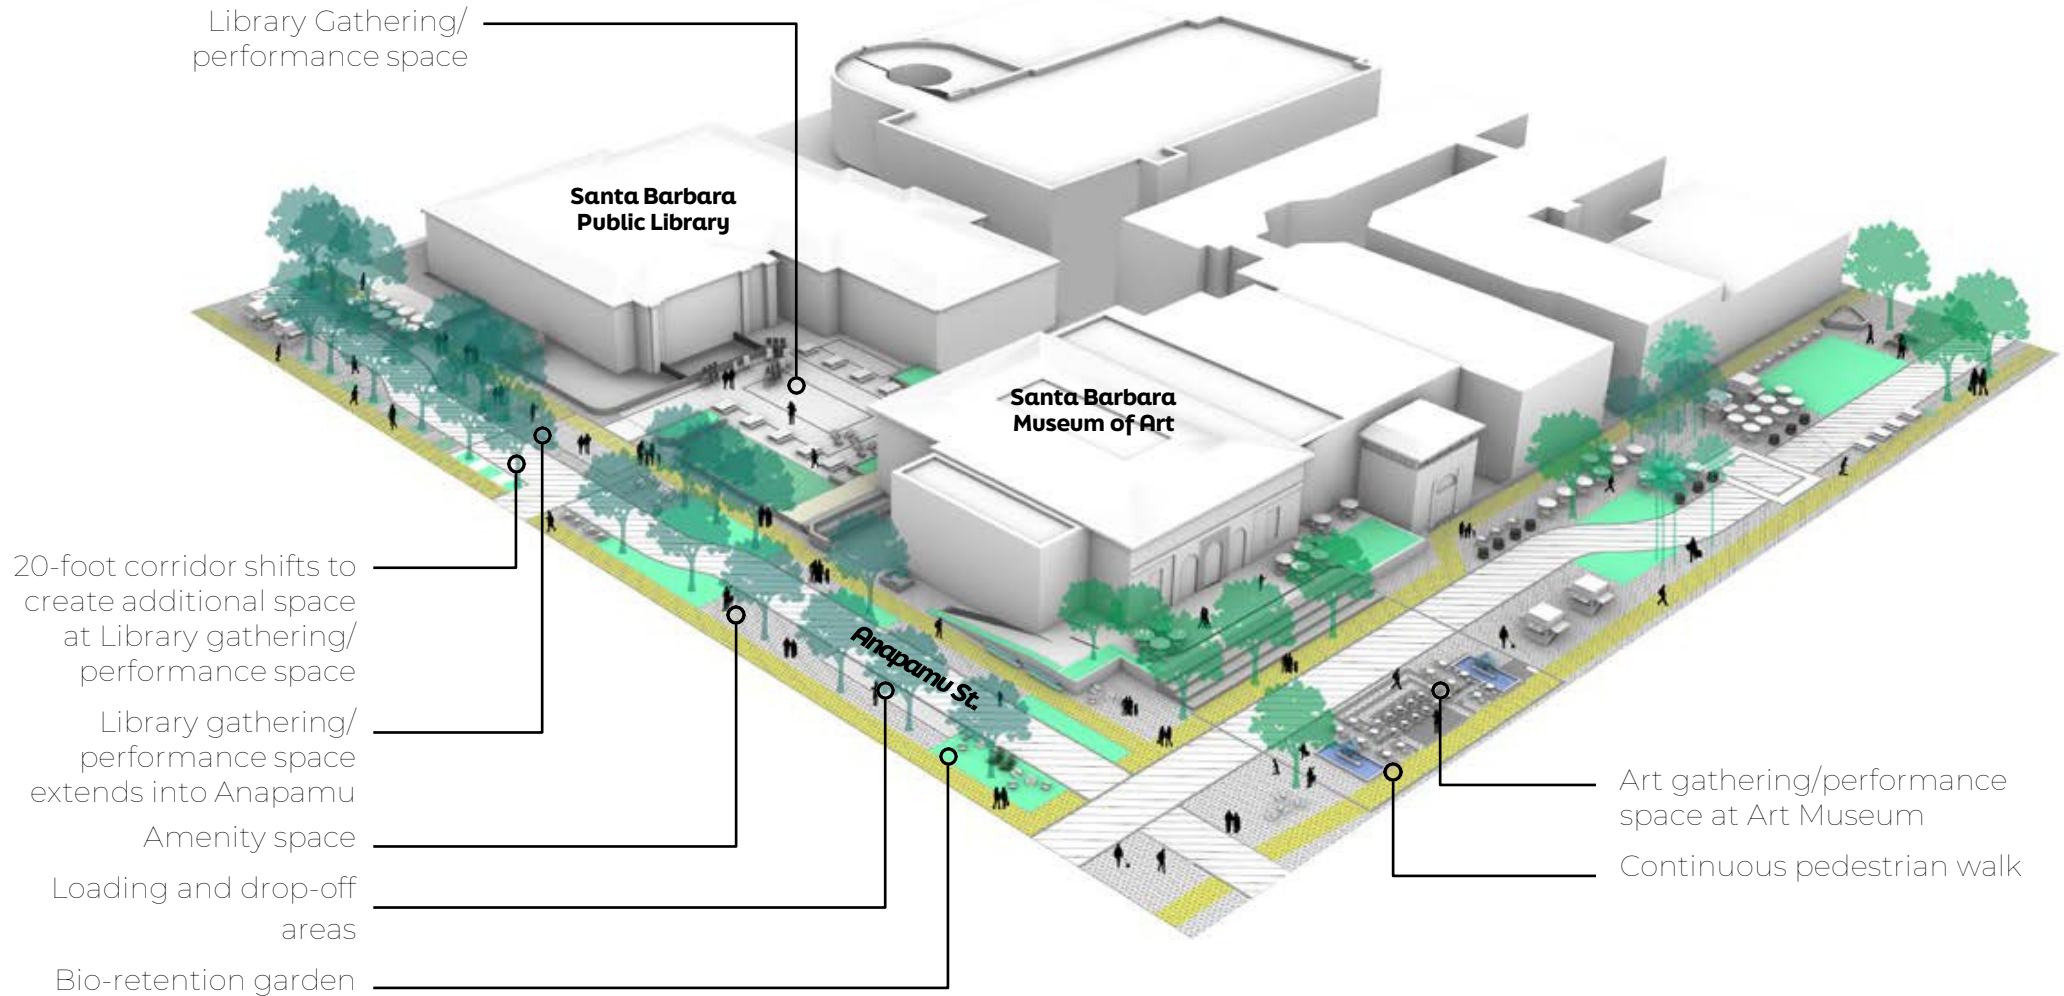 Library Gathering/
performance space
Santa Barbara
Public Library
Santa Barbara
Museum of Art
Anapamu St.
20-foot corridor shifts to
create additional space
at Library gathering/
performance space
Library gathering/
performance space
extends into Anapamu
Amenity space
Loading and drop-off
areas
Bio-retention garden
Art gathering/performance
space at Art Museum
Continuous pedestrian walk